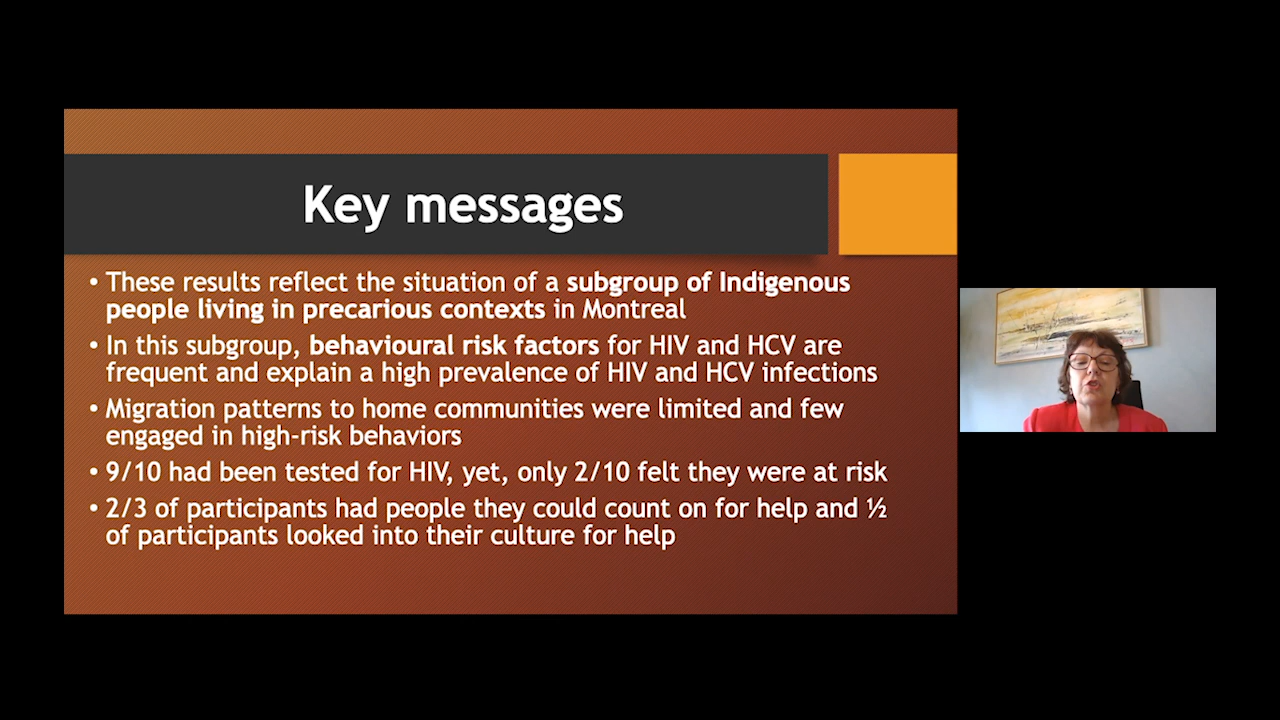 Key messages
• These results reflect the situation of a subgroup of Indigenous
people living in precarious contexts in Montreal
• In this subgroup, behavioural risk factors for HIV and HCV are
frequent and explain a high prevalence of HIV and HCV infections
• Migration patterns to home communities were limited and few
engaged in high-risk behaviors
• 9/10 had been tested for HIV, yet, only 2/10 felt they were at risk
• 2/3 of participants had people they could count on for help and ½
of participants looked into their culture for help